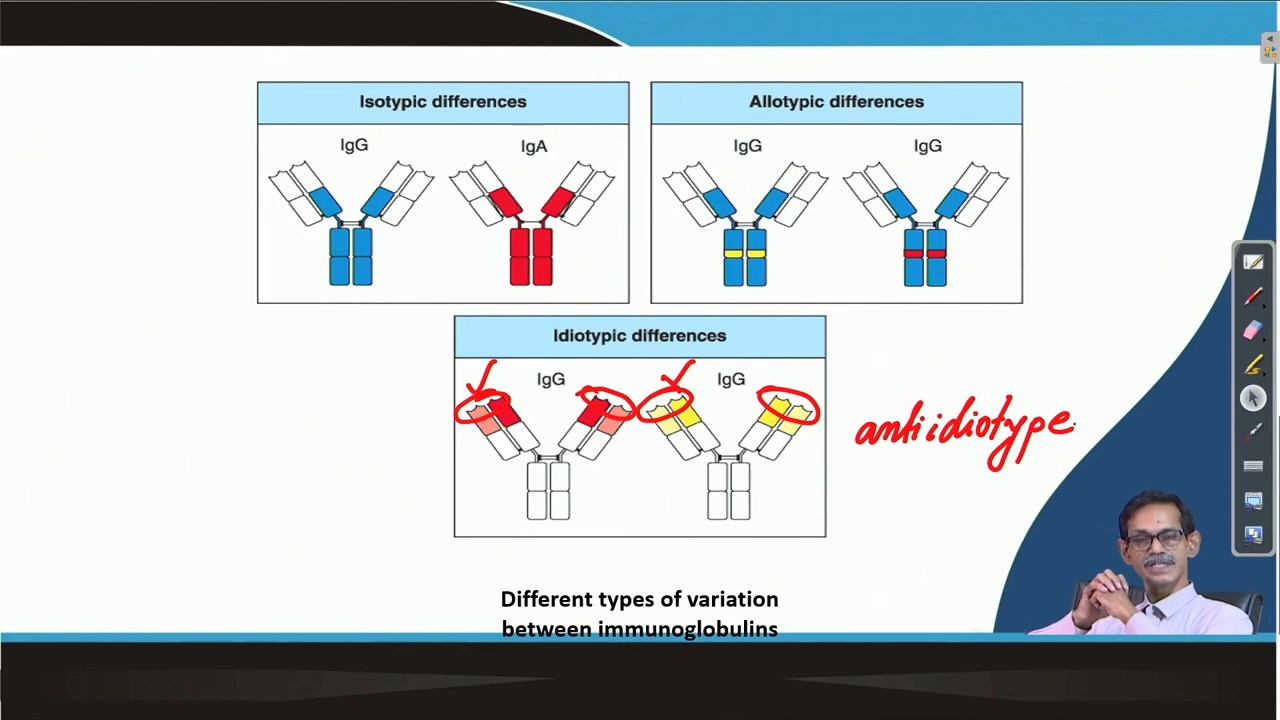 Isotypic differences
IgG IgA
Allotypic differences
IgG IgG
Idiotypic differences
IgG IgG
antiidiotype
Different types of variation
between immunoglobulins